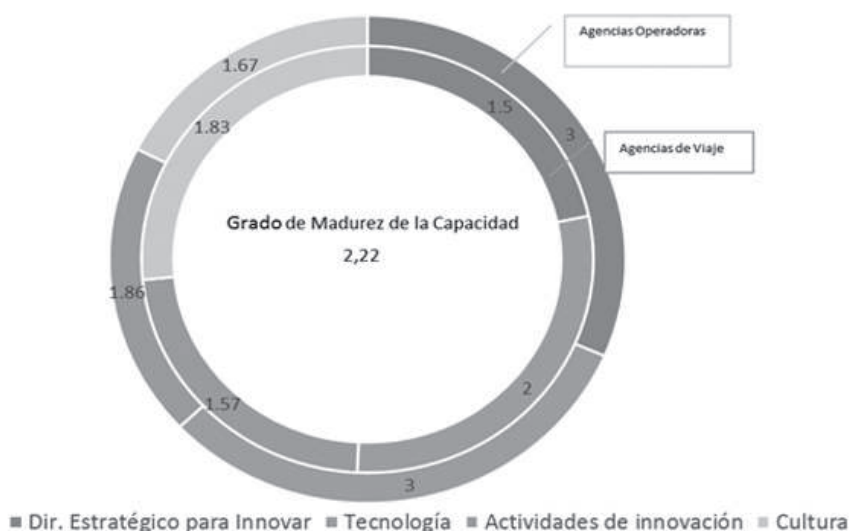 Agencias Operadoras
1.67
1.5
1.83
3
Agencias de Viaje
Grado de Madurez de la Capacidad
2,22
1.86
2
1.57
3
Dir. Estratégico para Innovar Tecnología Actividades de innovación Cultura